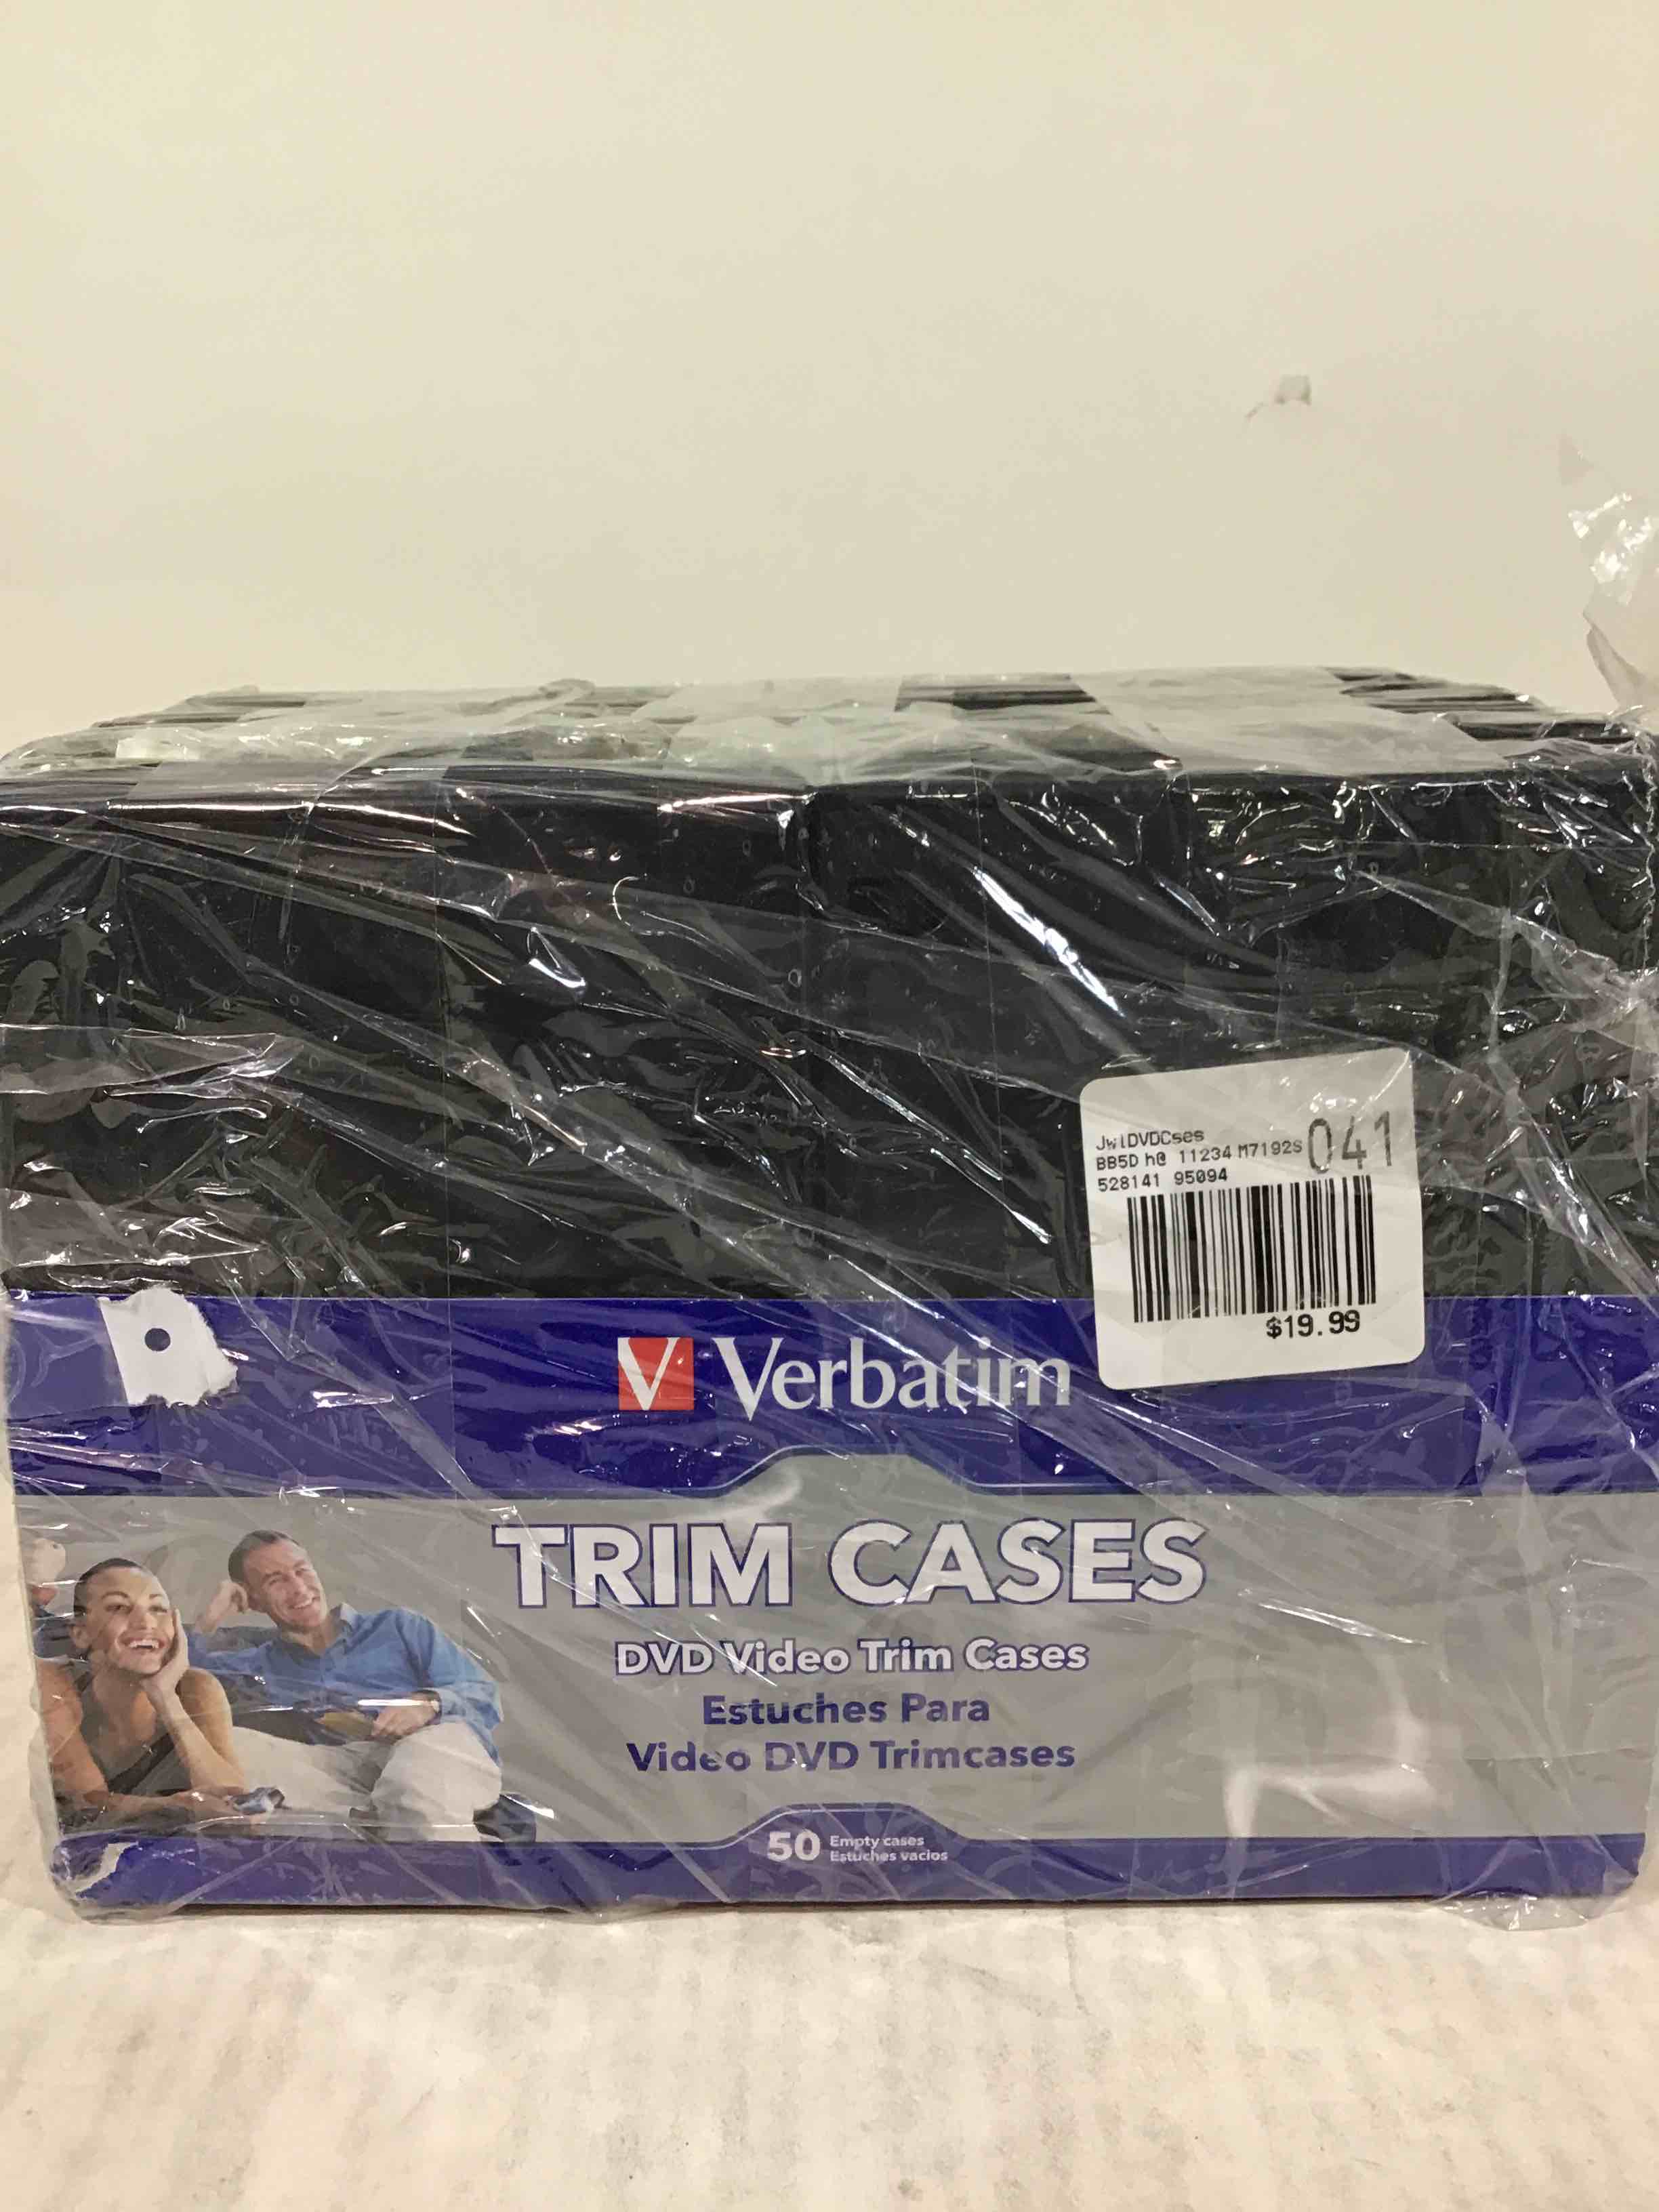 JwlDVDCses
BB5D h@ 11234 M7192S 041
528141 95094
$19.99
V Verbatim
TRIM CASES
DVD Video Trim Cases
Estuches Para
Video DVD Trimcases
50 Empty cases
Estuches vacios